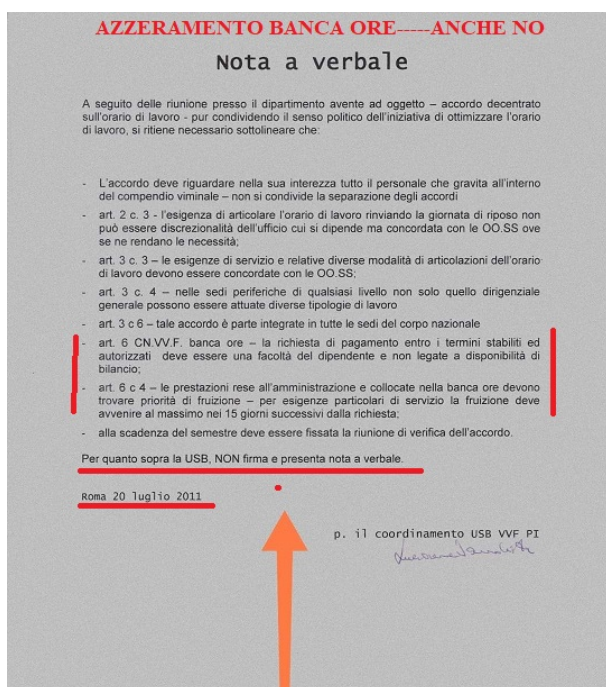 AZZERAMENTO BANCA ORE-----ANCHE NO
Nota a verbale
A seguito delle riunione presso il dipartimento avente ad oggetto – accordo decentrato
sull'orario di lavoro - pur condividendo il senso politico dell'iniziativa di ottimizzare l'orario
di lavoro, si ritiene necessario sottolineare che:
- L'accordo deve riguardare nella sua interezza tutto il personale che gravita all'interno
del compendio viminale – non si condivide la separazione degli accordi
- art. 2 c. 3 - l'esigenza di articolare l'orario di lavoro rinviando la giornata di riposo non
può essere discrezionalità dell'ufficio cui si dipende ma concordata con le OO.SS ove
se ne rendano le necessità;
- art. 3 c. 3 – le esigenze di servizio e relative diverse modalità di articolazioni dell'orario
di lavoro devono essere concordate con le OO.SS:
- art. 3 c. 4 – nelle sedi periferiche di qualsiasi livello non solo quello dirigenziale
generale possono essere attuate diverse tipologie di lavoro
- art. 3 c 6 – tale accordo è parte integrate in tutte le sedi del corpo nazionale
- art. 6 CN.VV.F. banca ore – la richiesta di pagamento entro i termini stabiliti ed
autorizzati deve essere una facoltà del dipendente e non legate a disponibilità di
bilancio;
- art. 6 c 4 – le prestazioni rese all'amministrazione e collocate nella banca ore devono
trovare priorità di fruizione – per esigenze particolari di servizio la fruizione deve
avvenire al massimo nei 15 giorni successivi dalla richiesta;
- alla scadenza del semestre deve essere fissata la riunione di verifica dell'accordo.
Per quanto sopra la USB, NON firma e presenta nota a verbale.
Roma 20 luglio 2011
p. il coordinamento USB VVF PI